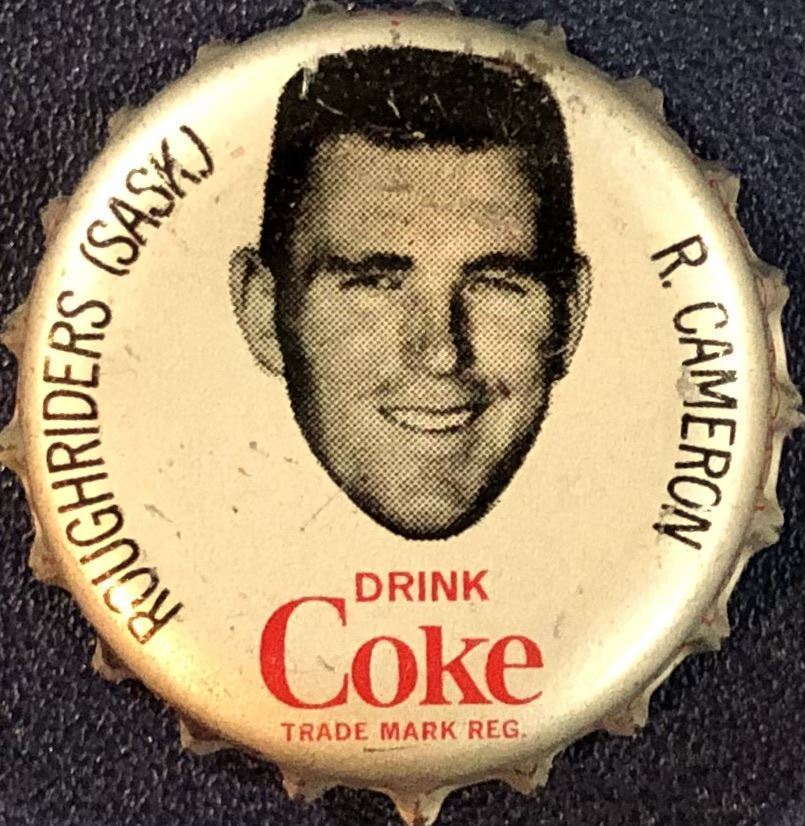 ROUGHRIDERS (SASK)
R. CAMERON
DRINK
Coke
TRADE MARK REG.